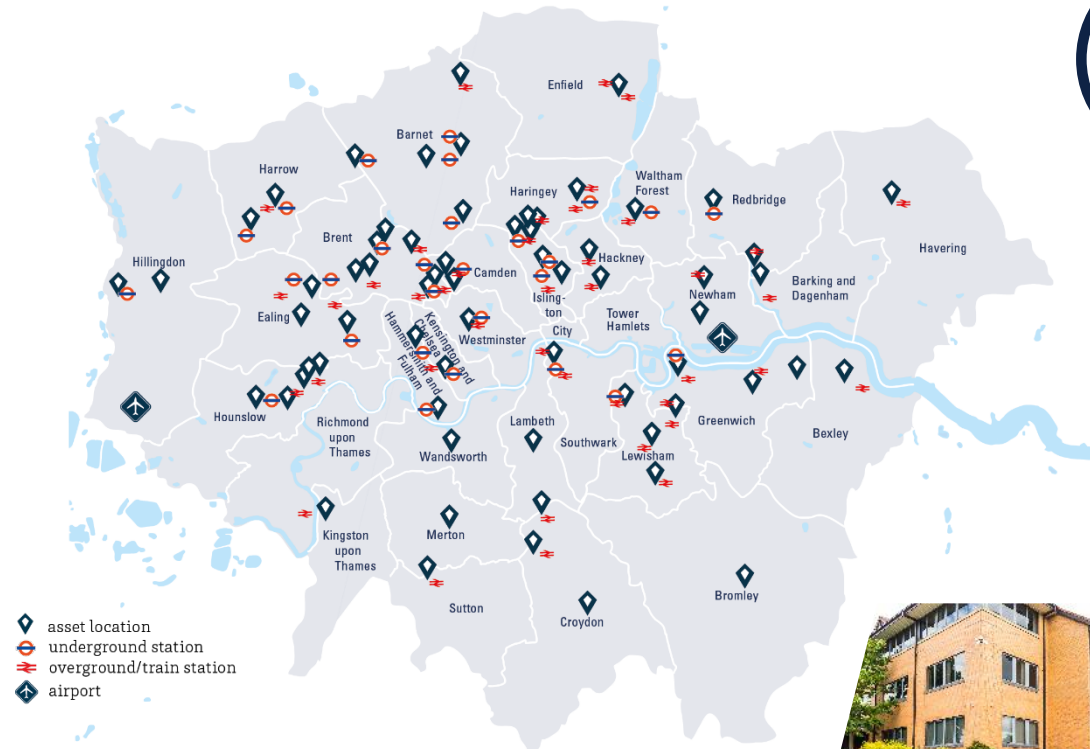 Enfield
Barnet
Harrow
Haringey
Waltham
Forest
Redbridge
Havering
Brent
Hillingdon
Hackney
Camden
Barking and
Dagenham
Newham
Isling-
ton
Ealing
Tower
Hamlets
City
Westminster
Kensington and
Chelsea
Hammersmith and
Fulham
Hounslow
Richmond
upon
Thames
Lambeth
Southwark
Greenwich
Bexley
Wandsworth
Lewisham
Kingston
upon
Thames
Merton
Sutton
Croydon
Bromley
asset location
underground station
overground/train station
airport